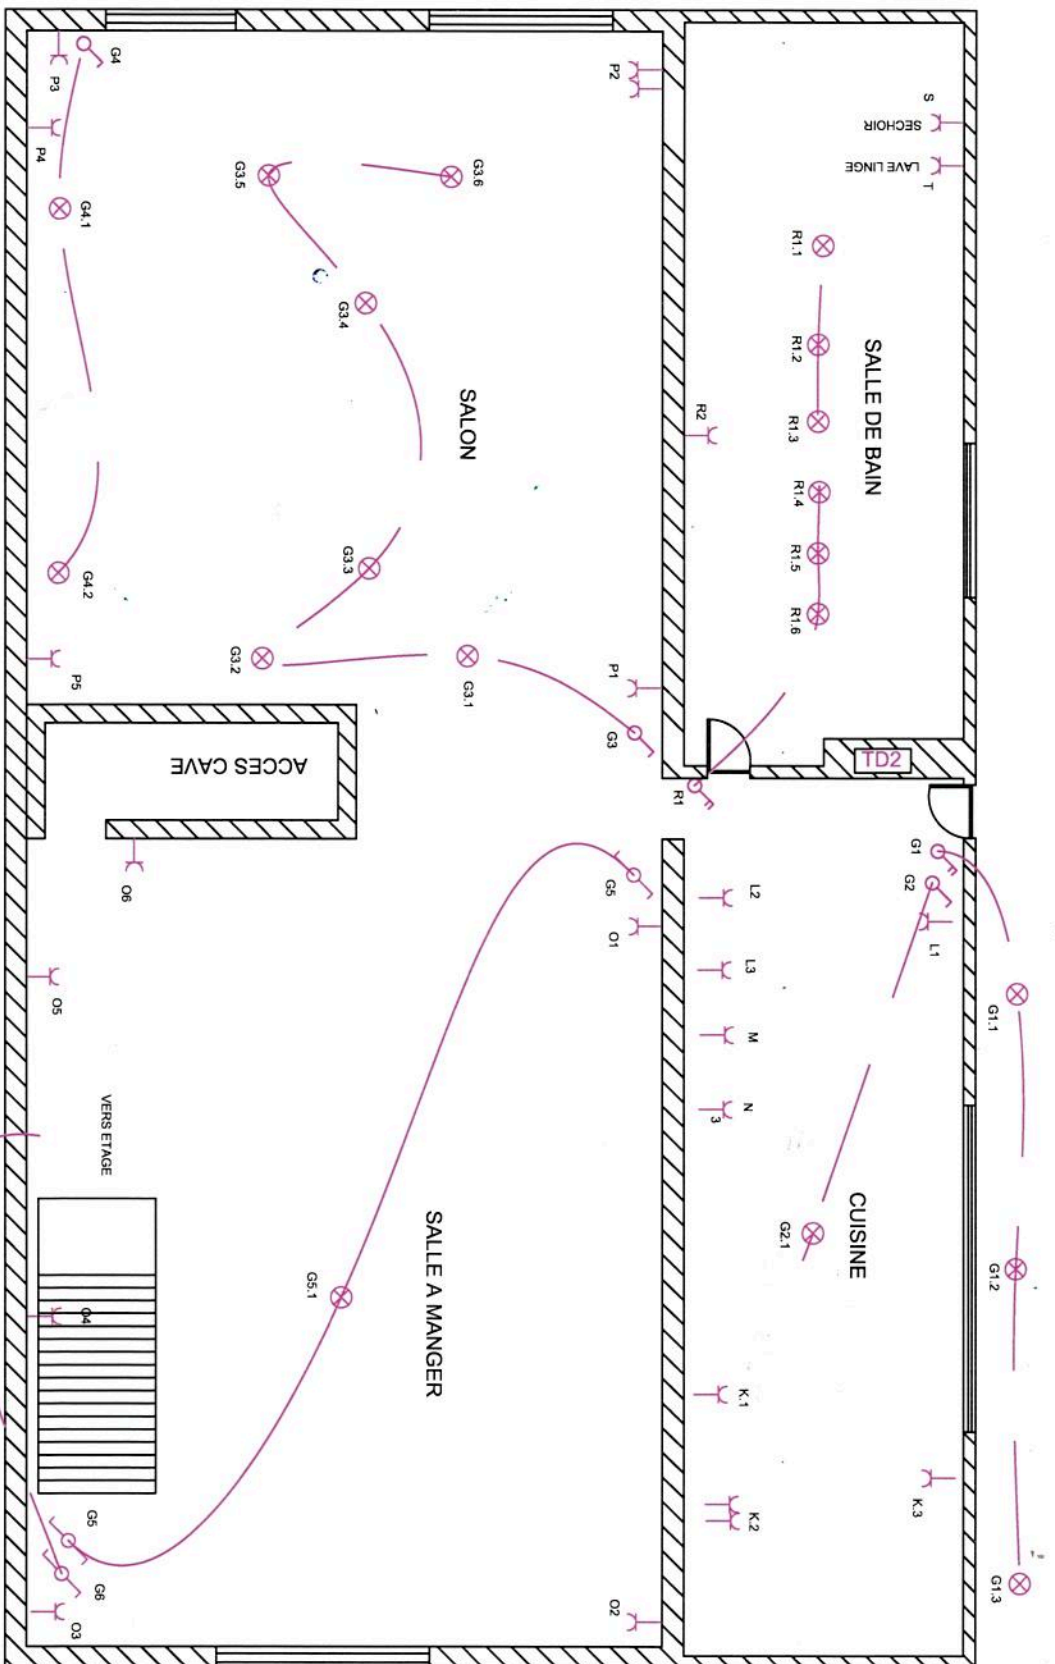 S
SECHOIR
LAVE LINGE
T
R1.1
R1.2
R1.3
R1.4
R1.5
R1.6
SALLE DE BAIN
R2
TD2
R1
P2
G4
P3
P4
G4.1
G4.2
P5
G3.5
G3.6
G3.4
SALON
G3.3
G3.2
G3.1
P1
G3
ACCES CAVE
G1
G2
L1
L2
L3
M
N
3
G1.1
G1.2
G1.3
CUISINE
G2.1
K.1
K.2
K.3
G5
O1
O6
O5
VERS ETAGE
O4
SALLE A MANGER
G5.1
G5
G6
O3
O2